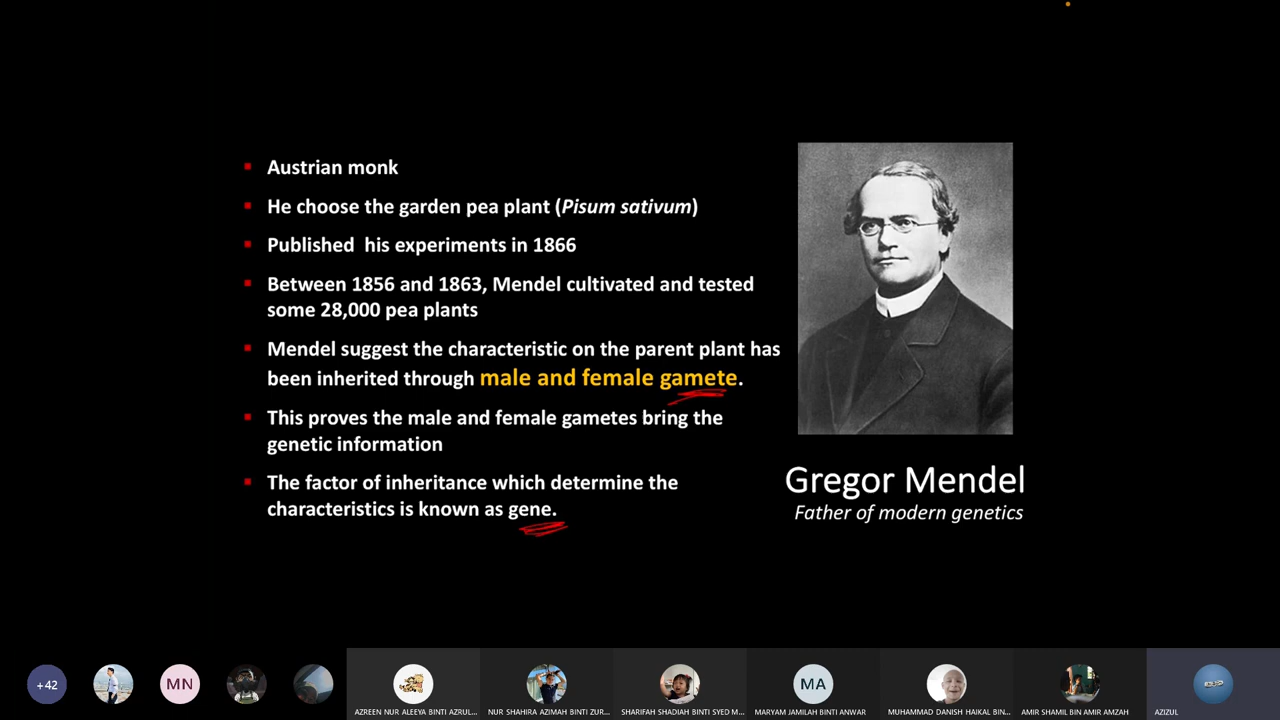 Austrian monk
He choose the garden pea plant (Pisum sativum)
Published his experiments in 1866
Between 1856 and 1863, Mendel cultivated and tested
some 28,000 pea plants
Mendel suggest the characteristic on the parent plant has
been inherited through male and female gamete.
This proves the male and female gametes bring the
genetic information
The factor of inheritance which determine the
characteristics is known as gene.
Gregor Mendel
Father of modern genetics
+42
MN
MA
AZREEN NUR ALEEYA BINTI AZRUL...
NUR SHAHIRA AZIMAH BINTI ZUR...
SHARIFAH SHADIAH BINTI SYED M...
MARYAM JAMILAH BINTI ANWAR
MUHAMMAD DANISH HAIKAL BIN...
AMIR SHAMIL BIN AMIR AMZAH
AZIZUL